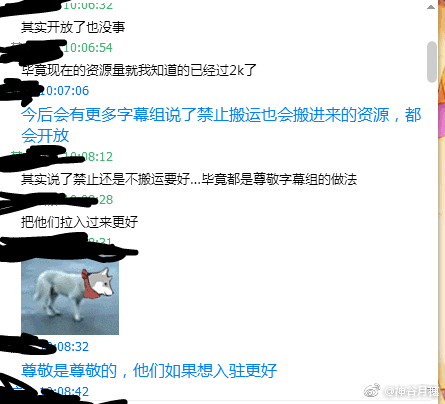 10:06:32
其实开放了也没事
10:06:54
毕竟现在的资源量就我知道的已经过2k了
10:07:06
今后会有更多字幕组说了禁止搬运也会搬进来的资源，都
会开放
10:08:12
其实说了禁止还是不搬运要好...毕竟都是尊敬字幕组的做法
:28
把他们拉入过来更好
:31
:08:32
尊敬是尊敬的，他们如果想入驻更好
10:08:42